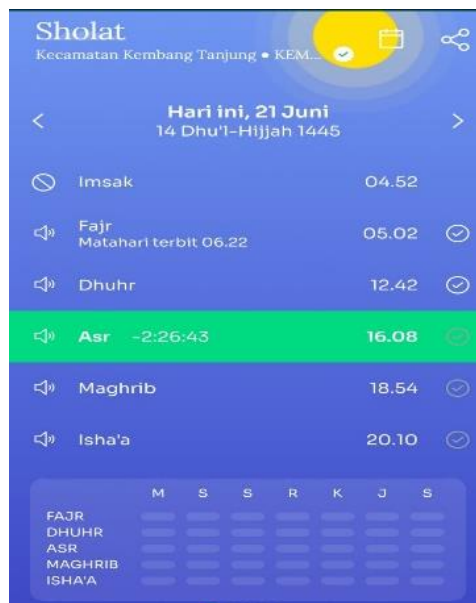 Sholat
Kecamatan Kembang Tanjung • KEM...
Hari ini, 21 Juni
14 Dhu'l-Hijjah 1445
Imsak 04.52
Fajr 05.02
Matahari terbit 06.22
Dhuhr 12.42
Asr -2:26:43 16.08
Maghrib 18.54
Isha'a 20.10
M S S R K J S
FAJR
DHUHR
ASR
MAGHRIB
ISHA'A